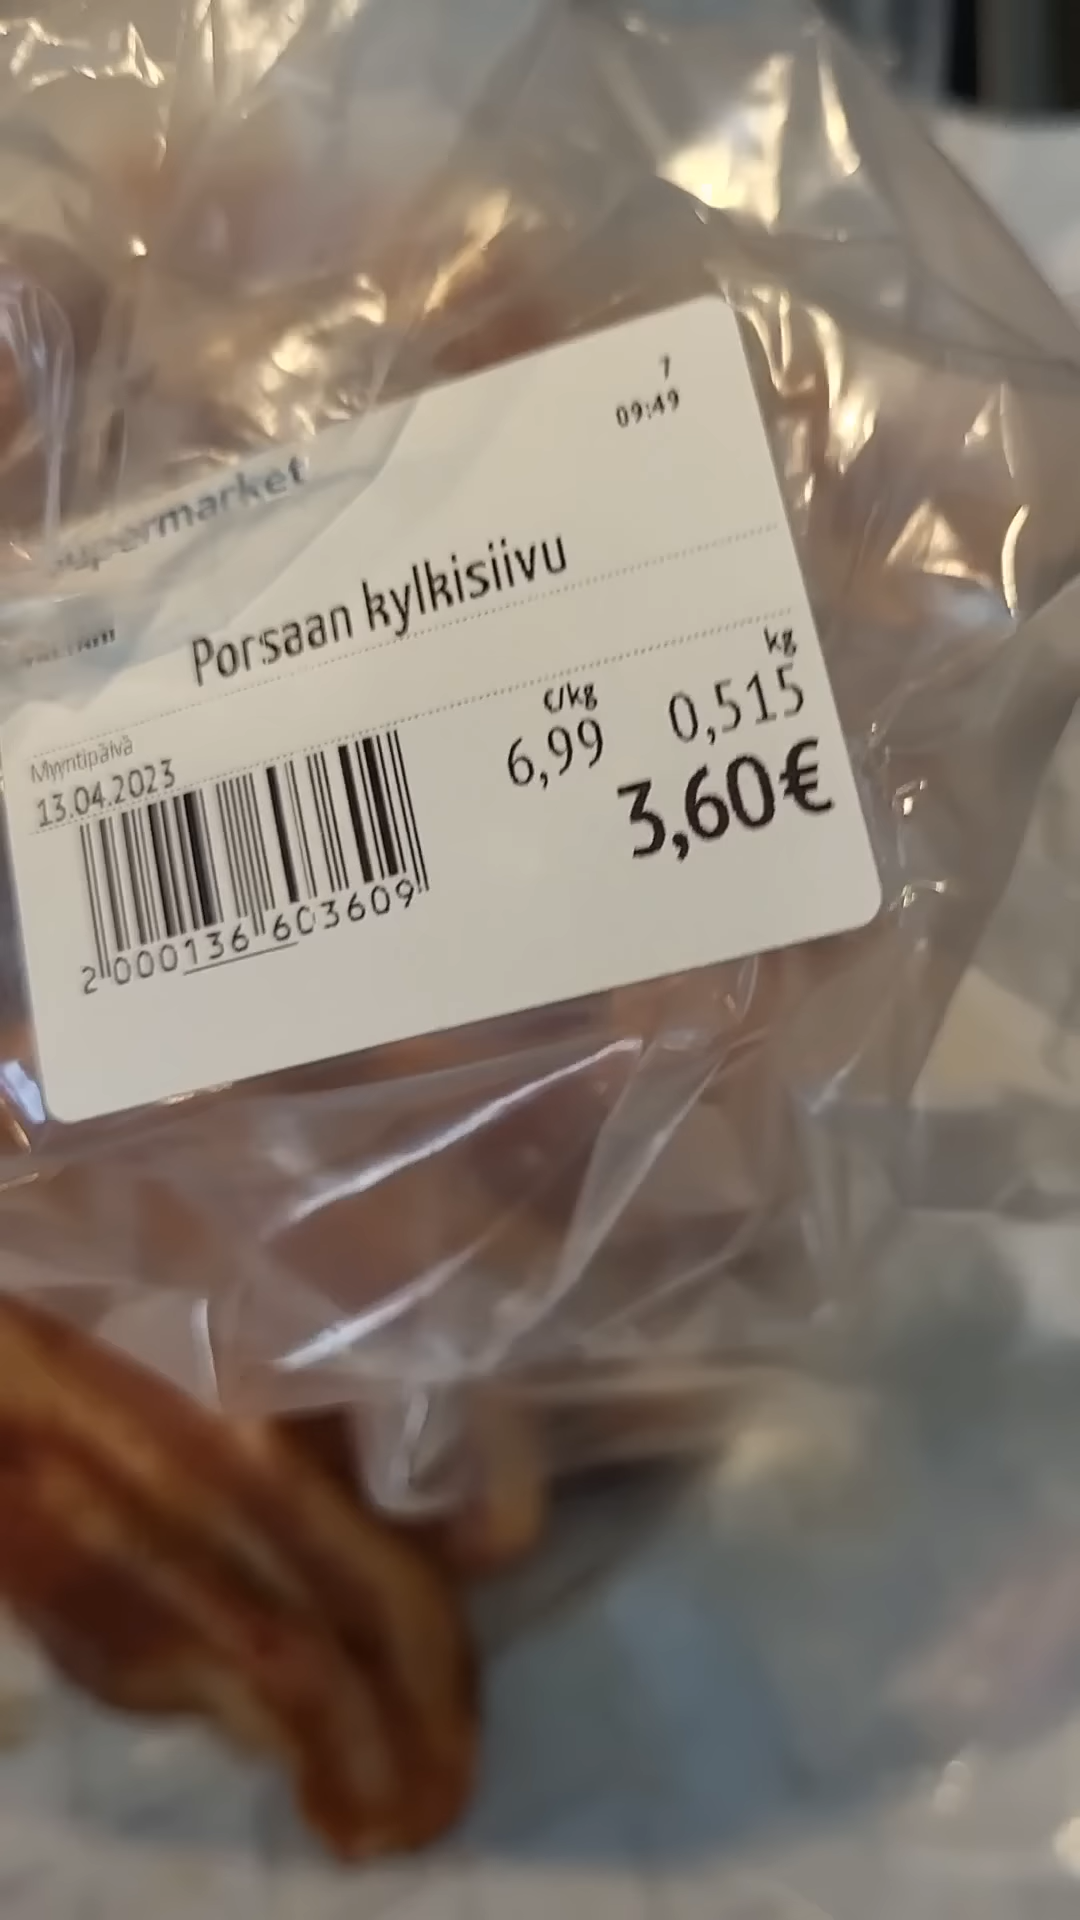 7
09:49
upermarket
Porsaan kylkisiivu
€/kg
kg
Myyntipäivä
6,99
0,515
13.04.2023
3,60€
2 000136 603609